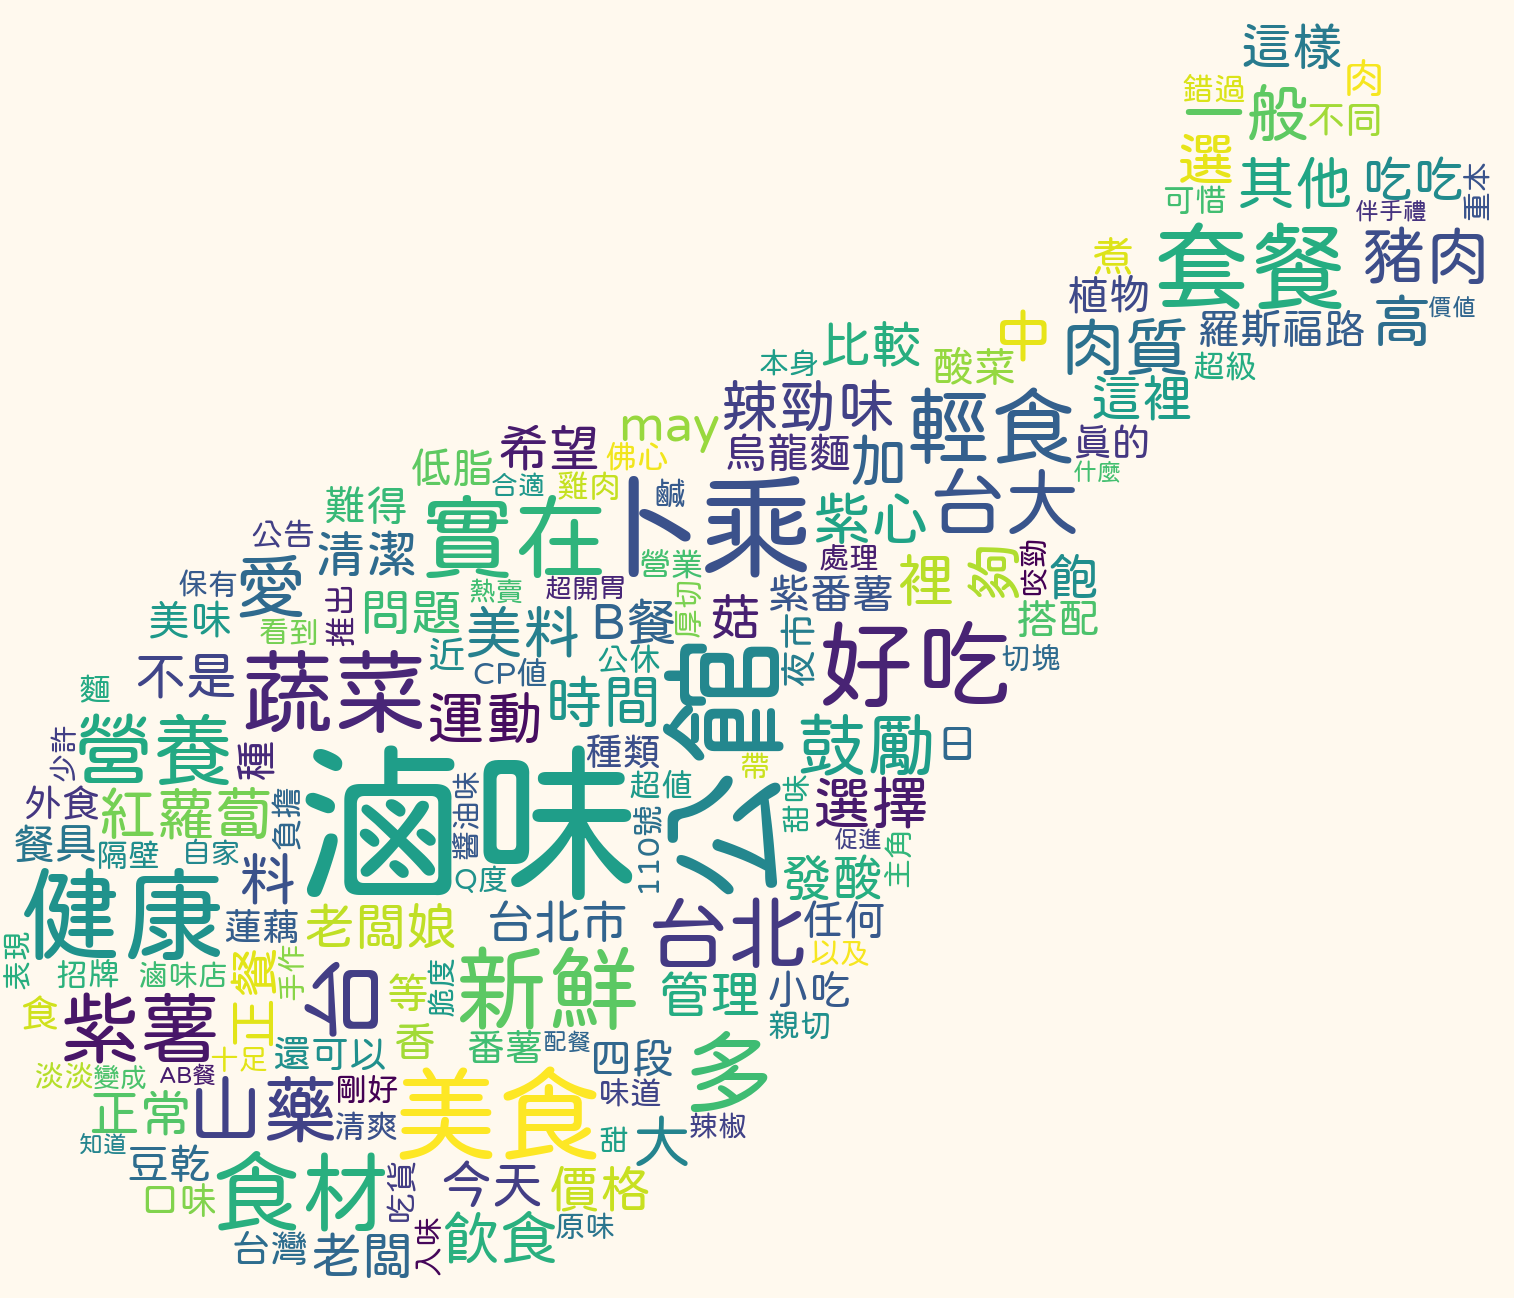 這樣
肉
錯過
一般
不同
選
其他
吃吃
重本
可惜
伴手禮
套餐
豬肉
煮
植物
高
價值
羅斯福路
中
肉質
比較
本身
酸菜
超級
這裡
辣勁味
輕食
may
真的
希望
佛心
烏龍麵
加
低脂
合適
雞肉
鹹
卜乘
台大
什麼
難得
實在
紫心
公告
清潔
營業
處理
裡
夠
咬勁
飽
保有
愛
熱賣
超開胃
紫番薯
推出
問題
厚切
菇
搭配
美味
看到
美料
B餐
夜市
好吃
切塊
不是
蔬菜
近
CP値
公休
公館
麵
運動
時間
營養
少許
種
種類
帶
鼓勵
日
外食
紅蘿蔔
負擔
滷味
醬油味
超值
110號
甜味
選擇
餐具
隔壁
自家
促進
主角
料
Q度
發酸
健康
蓮藕
老闆娘
台北市
台北
任何
以及
表現
招牌
滷味店
正餐
手作
台
等
脆度
新鮮
管理
小吃
親切
食
紫薯
十足
還可以
香
番薯
配餐
四段
多
淡淡
變成
AB餐
正常
山藥
剛好
清爽
美食
味道
辣椒
甜
大
知道
豆乾
食材
吃貨
今天
價格
口味
台灣
老闆
入味
飲食
原味